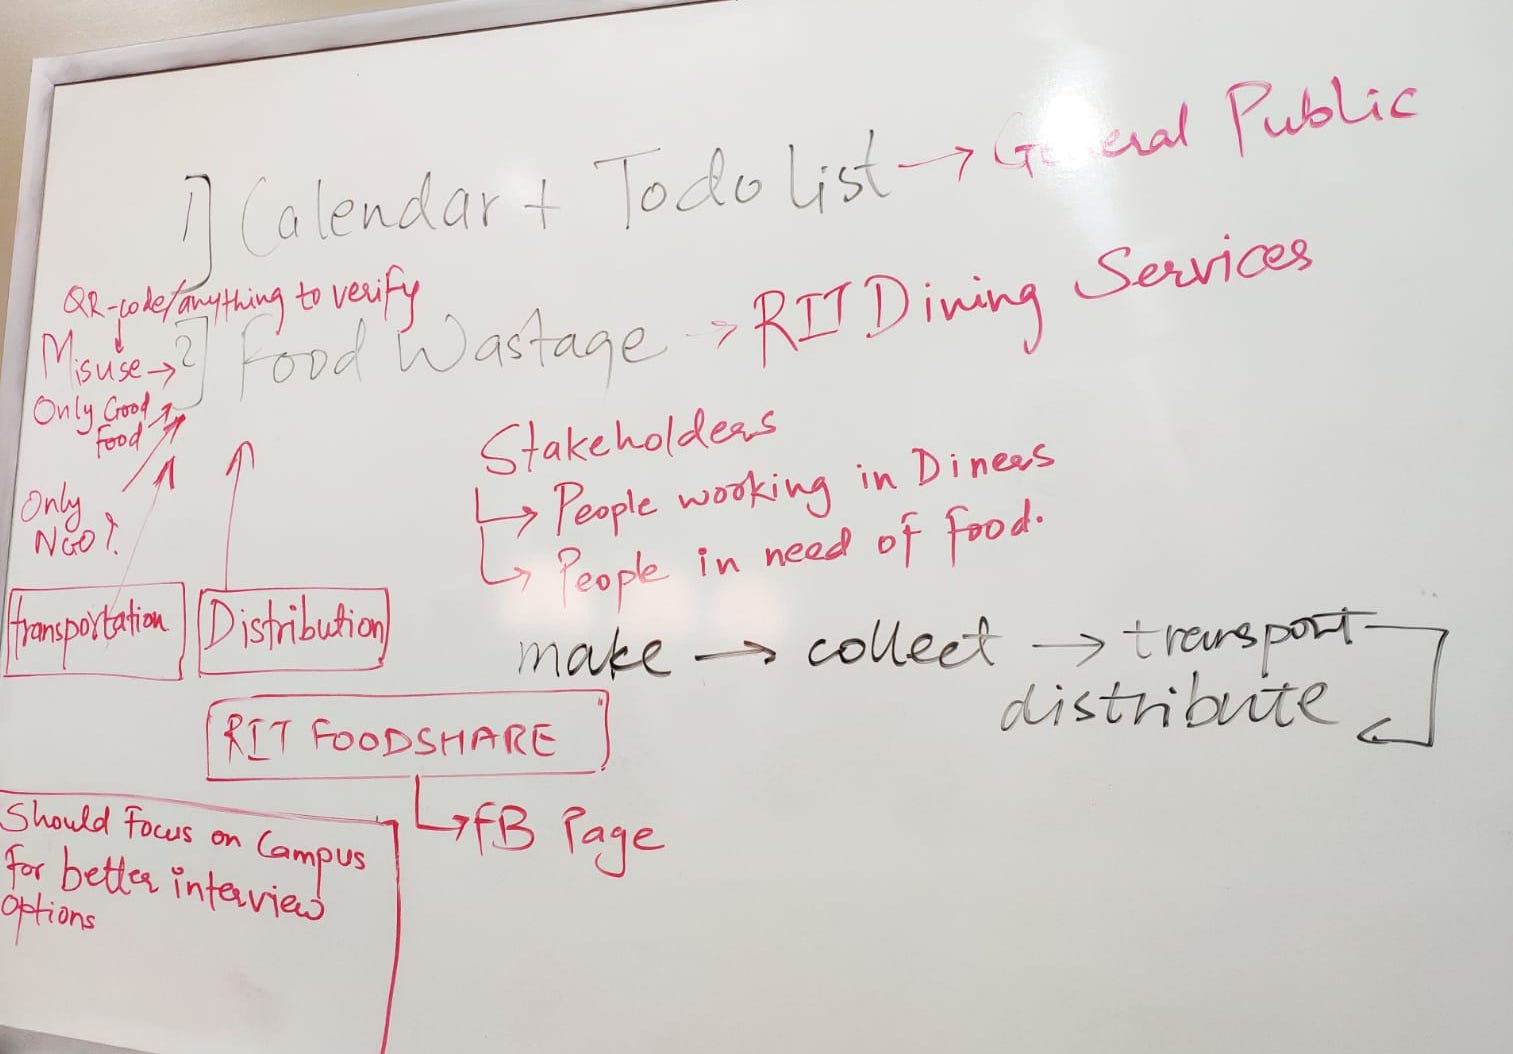 1] Calendar + Todo List → General Public
QR-code/anything to verify
Misuse →
2] Food Wastage → RIT Dining Services
Only Good
Food
Only
NGO?
Stakeholders
→ People working in Diners
→ People in need of food.
transportation
Distribution
make → collect → transport
distribute
RIT FOODSHARE
→ FB Page
Should Focus on Campus
for better interview
options